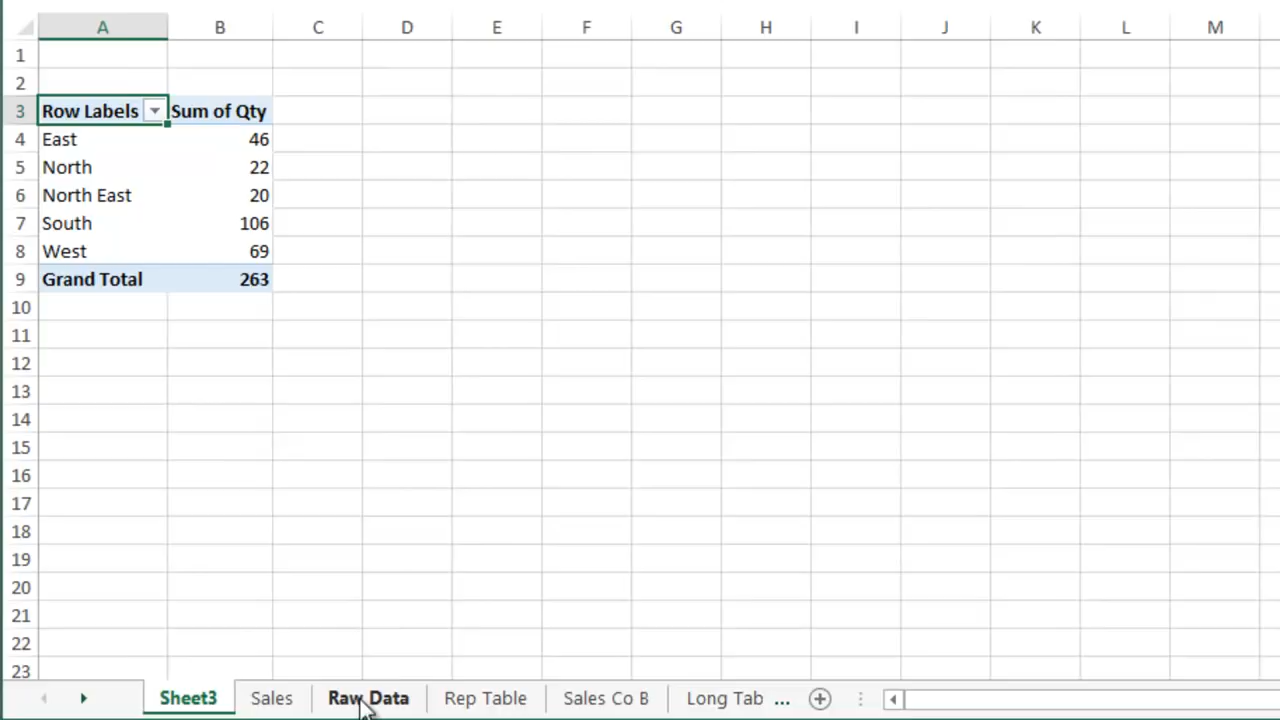 A B C D E F G H I J K L M
1
2
3 Row Labels Sum of Qty
4 East 46
5 North 22
6 North East 20
7 South 106
8 West 69
9 Grand Total 263
10
11
12
13
14
15
16
17
18
19
20
21
22
23
Sheet3 Sales Raw Data Rep Table Sales Co B Long Tab ...